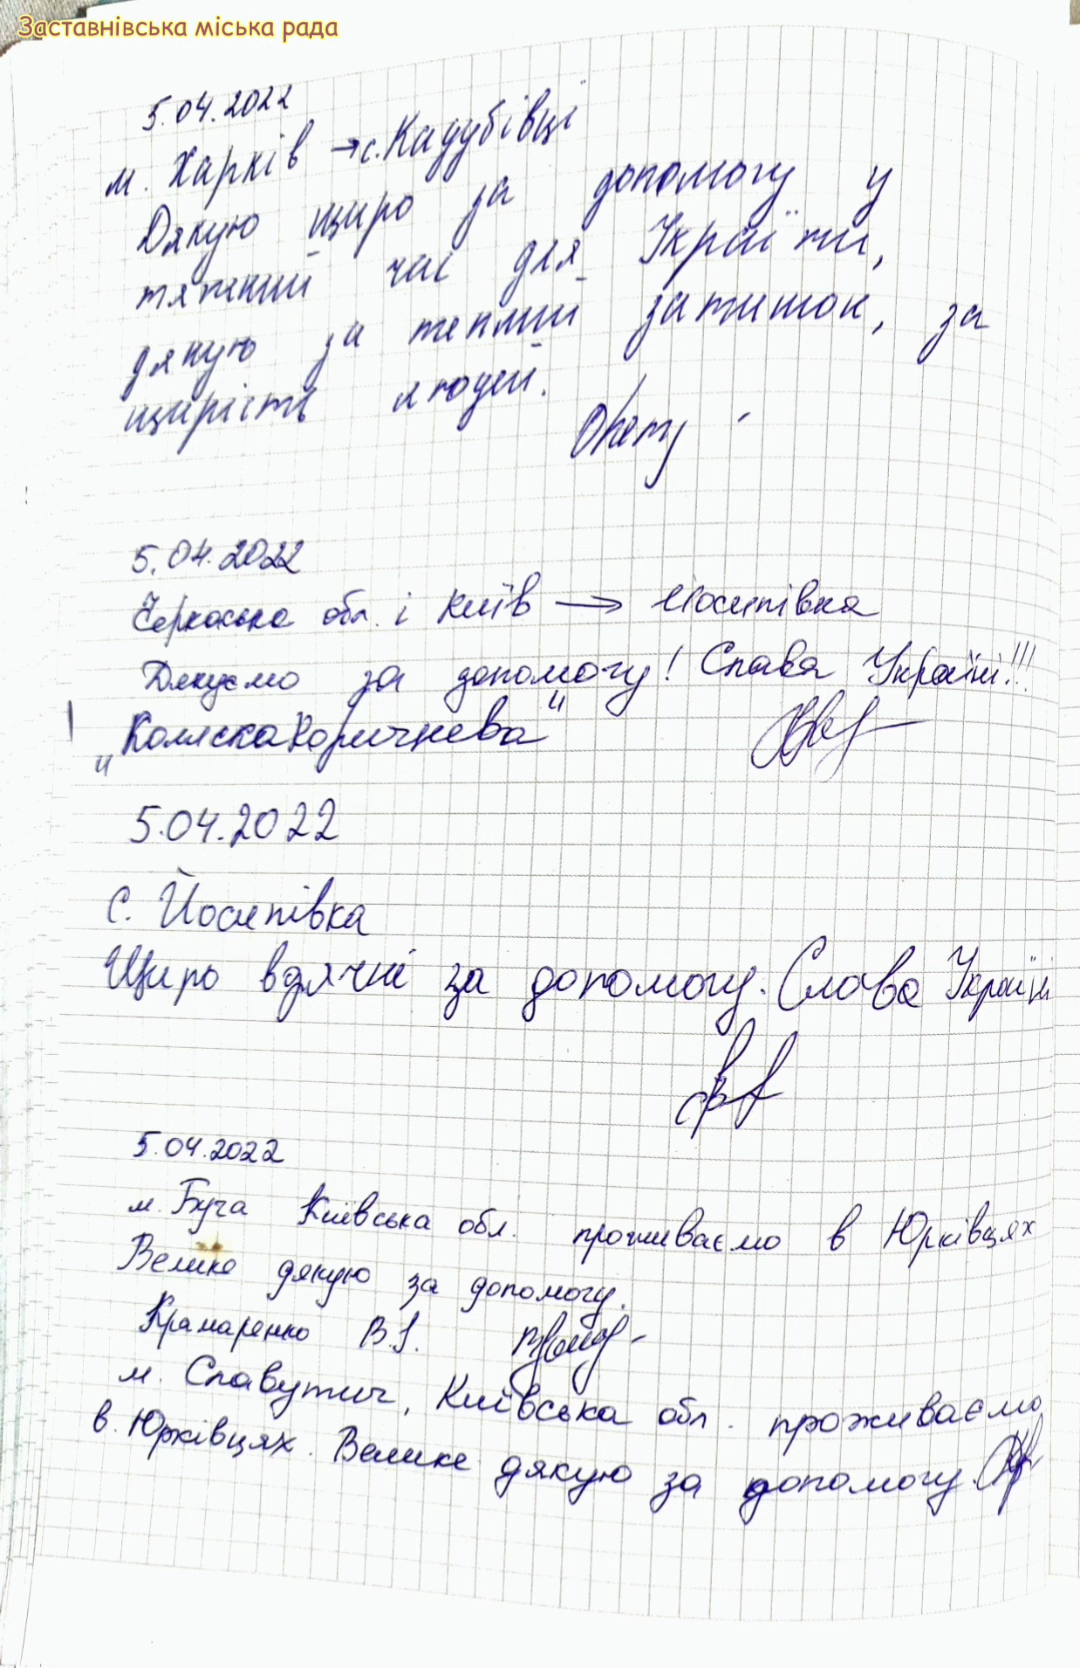 Заставнівська міська рада
5.04.2022
м. Харків → с. Кадубівці
Дякую щиро за допомогу у
тяжкий час для України,
дякую за теплий затишок, за
щирість людей.
5.04.2022
Черкаська обл. і Київ → Йосипівка
Дякуємо за допомогу! Слава Україні!!!
„Коляска Коричнева"
5.04.2022
с. Йосипівка
Щиро вдячні за допомогу. Слава Україні
5.04.2022
м. Буча Київська обл. проживаємо в Юрківцях
Велике дякую за допомогу.
Крамаренко В.І.
м. Славутич, Київська обл. проживаємо
в. Юрківцях. Велике дякую за допомогу.